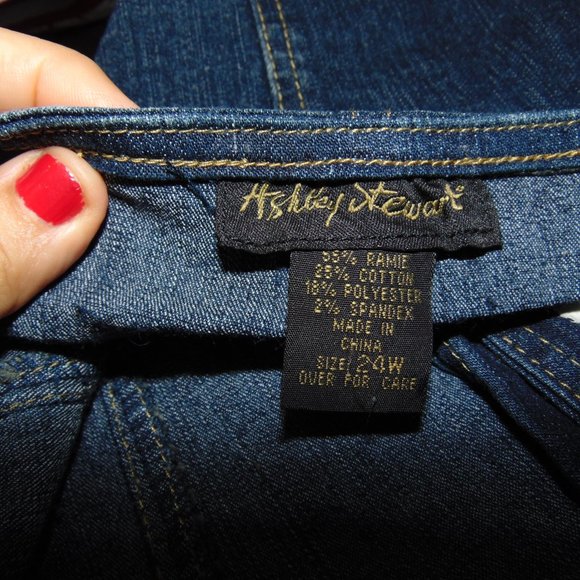 Ashley Stewart®
55% RAMIE
25% COTTON
18% POLYESTER
2% SPANDEX
MADE IN
CHINA
SIZE: 24W
OVER FOR CARE